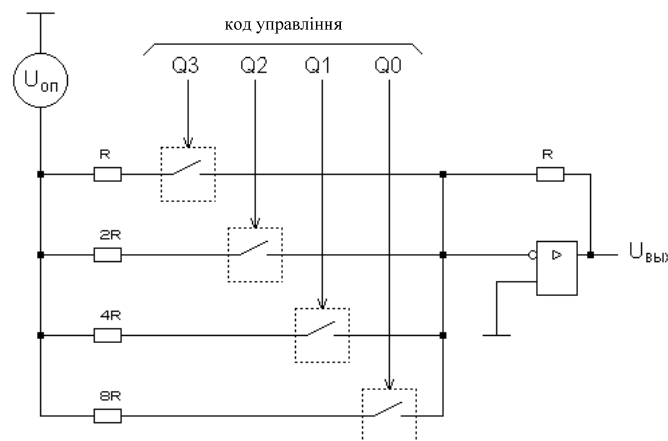 код управління
Q3 Q2 Q1 Q0
Uоп
R
R
2R
Uвых
4R
8R